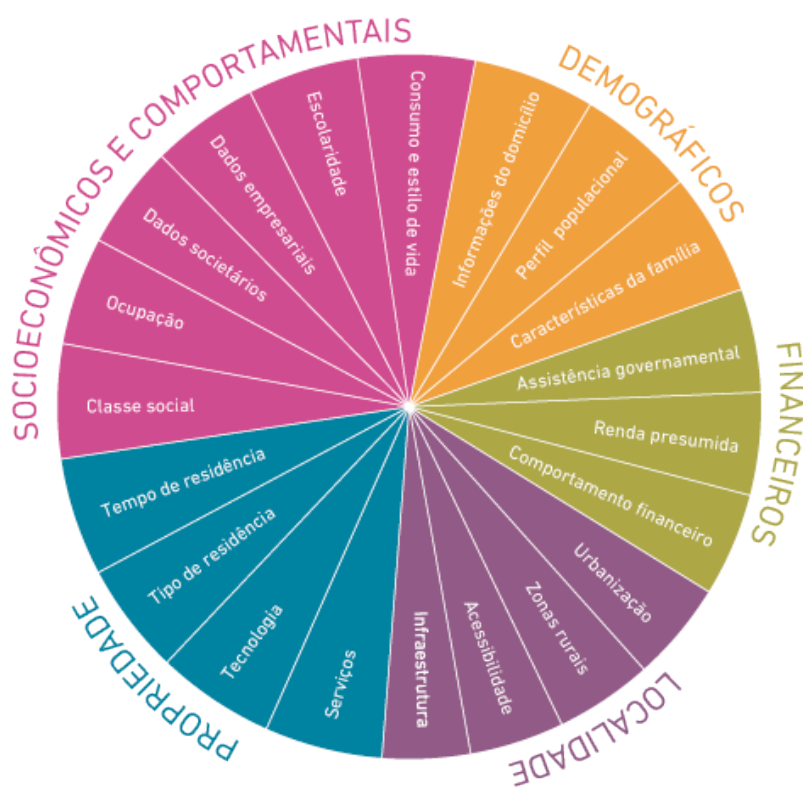 SOCIOECONÔMICOS E COMPORTAMENTAIS
Classe social
Ocupação
Dados societários
Dados empresariais
Escolaridade
Consumo e estilo de vida
DEMOGRÁFICOS
Informações do domicílio
Perfil populacional
Características da família
FINANCEIROS
Assistência governamental
Renda presumida
Comportamento financeiro
LOCALIDADE
Urbanização
Zonas rurais
Acessibilidade
Infraestrutura
PROPRIEDADE
Serviços
Tecnologia
Tipo de residência
Tempo de residência